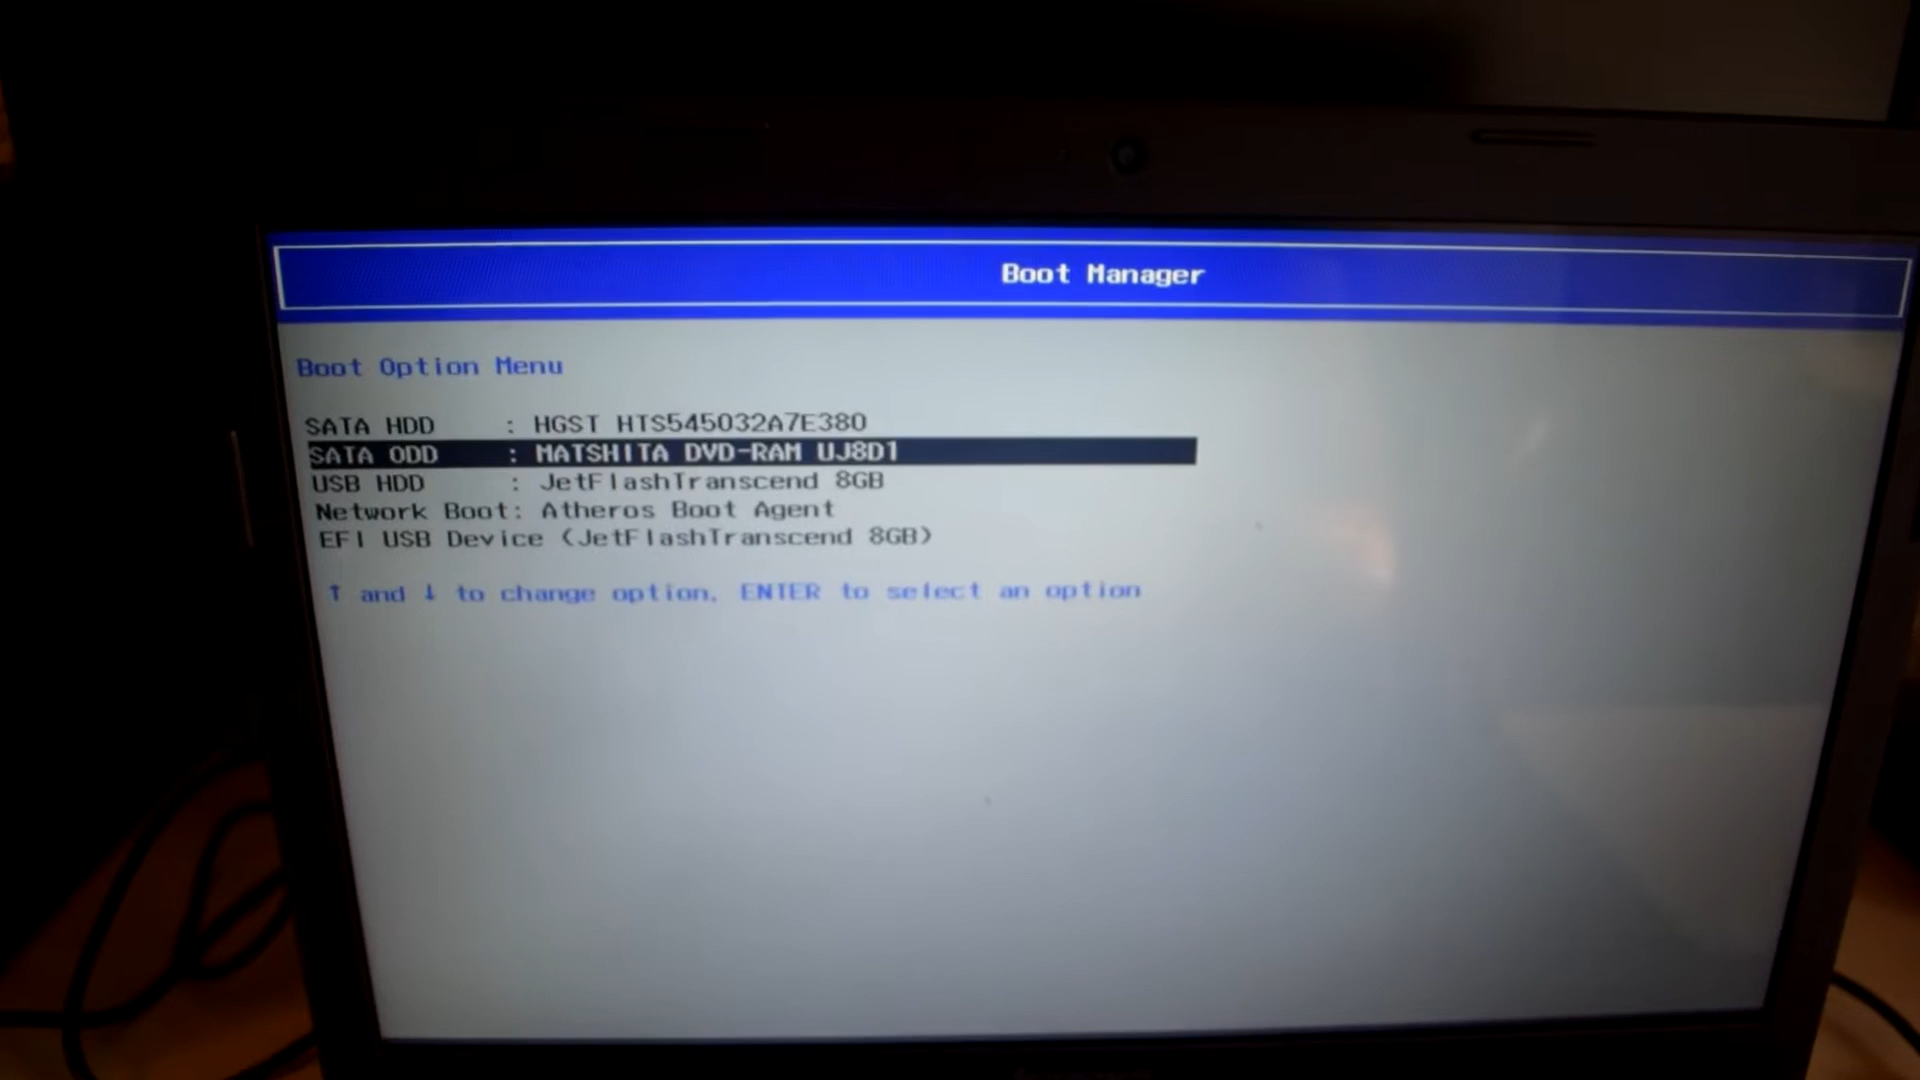 Boot Manager
Boot Option Menu
SATA HDD : HGST HTS545032A7E380
SATA ODD : MATSHITA DVD-RAM UJ8D1
USB HDD : JetFlashTranscend 8GB
Network Boot: Atheros Boot Agent
EFI USB Device (JetFlashTranscend 8GB)
↑ and ↓ to change option, ENTER to select an option